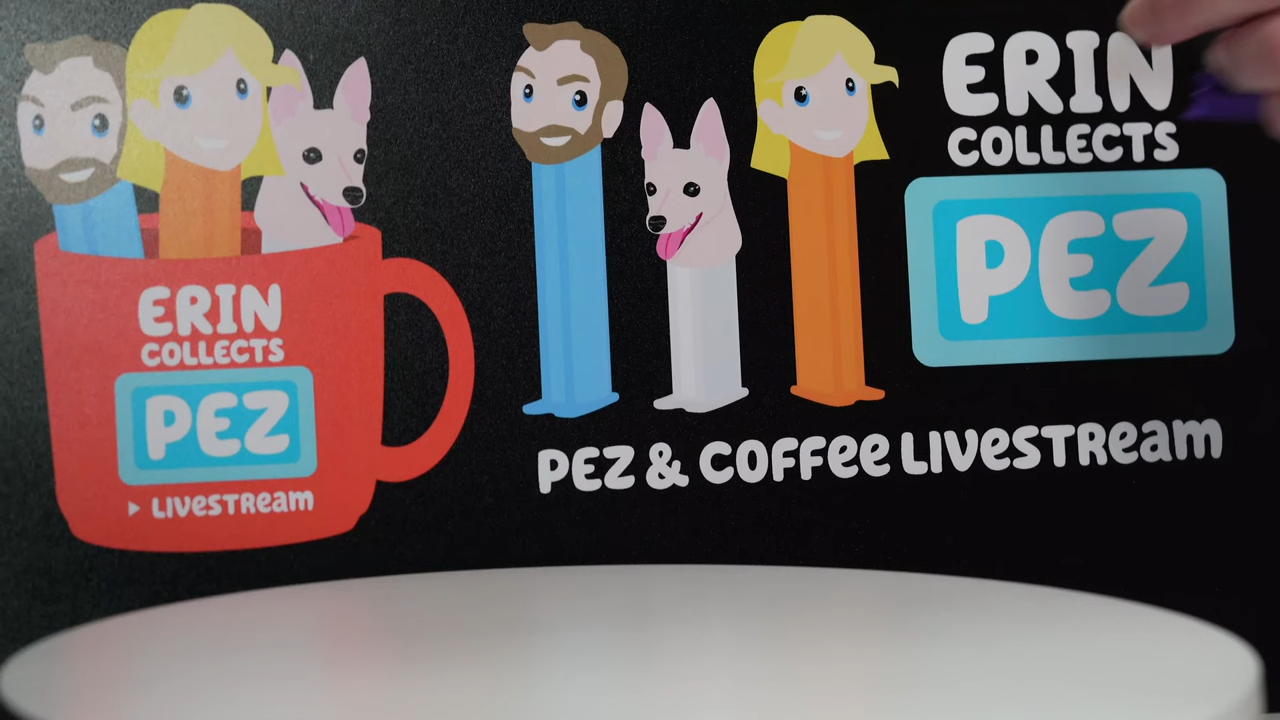 ERIN
COLLECTS
PEZ
▶ LIVESTREAM
ERIN
COLLECTS
PEZ
PEZ & COFFEE LIVESTREAM